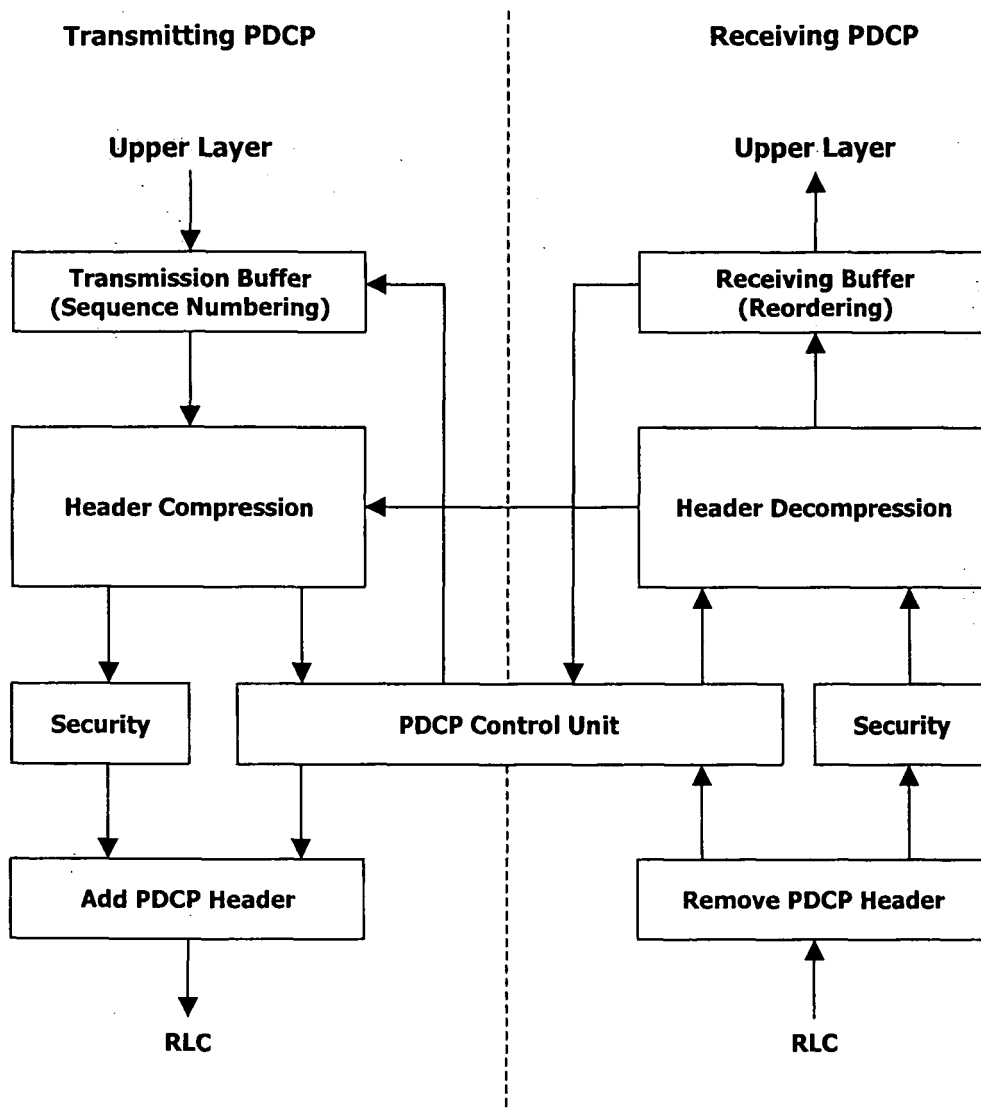 Transmitting PDCP
Receiving PDCP
Upper Layer
Upper Layer
Transmission Buffer
(Sequence Numbering)
Receiving Buffer
(Reordering)
Header Compression
Header Decompression
Security
PDCP Control Unit
Security
Add PDCP Header
Remove PDCP Header
RLC
RLC